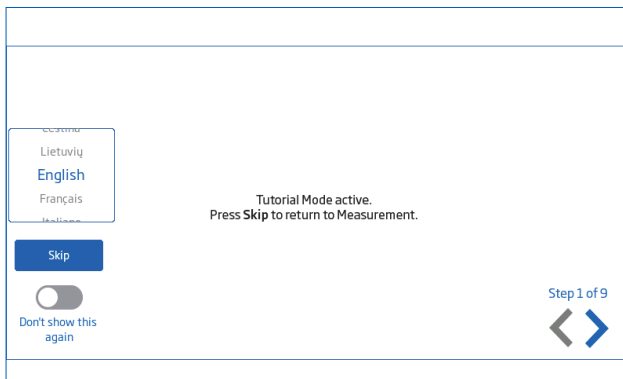 Lietuvių
English
Français
Tutorial Mode active.
Press Skip to return to Measurement.
Skip
Don't show this
again
Step 1 of 9